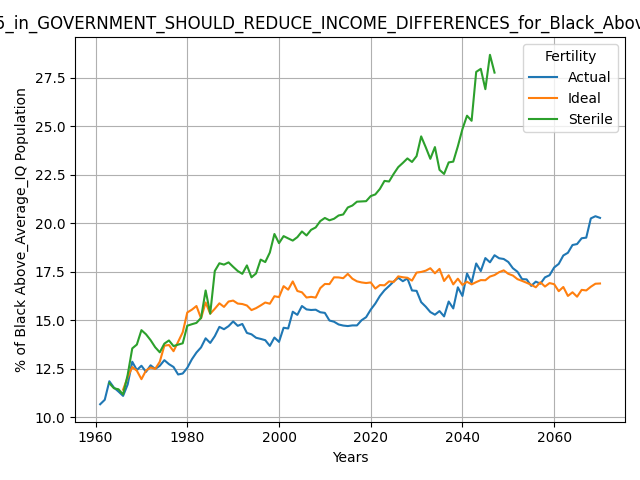 5_in_GOVERNMENT_SHOULD_REDUCE_INCOME_DIFFERENCES_for_Black_Above
% of Black Above_Average_IQ Population
27.5
25.0
22.5
20.0
17.5
15.0
12.5
10.0
Fertility
Actual
Ideal
Sterile
1960
1980
2000
2020
2040
2060
Years